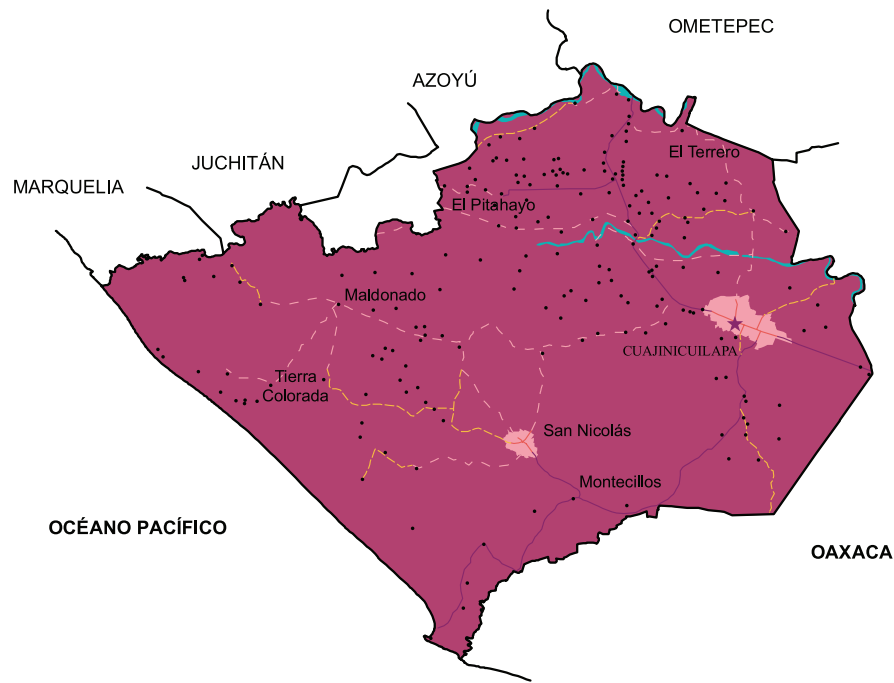 OMETEPEC
AZOYÚ
JUCHITÁN
MARQUELIA
El Terrero
El Pitahayo
Maldonado
CUAJINICUILAPA
Tierra
Colorada
San Nicolás
Montecillos
OCÉANO PACÍFICO
OAXACA